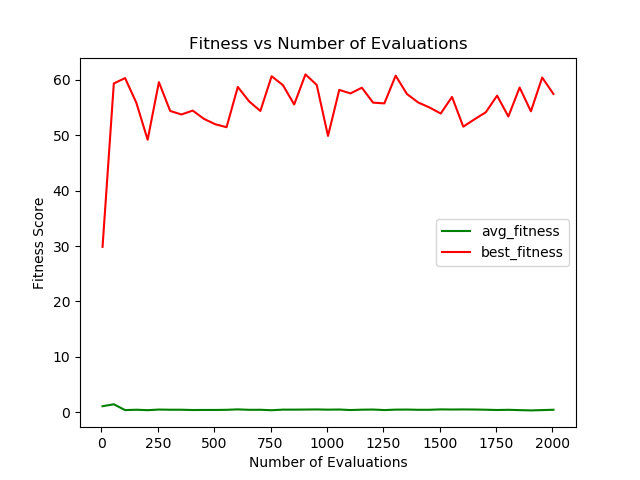 Fitness vs Number of Evaluations
60
50
40
30
20
10
0
Fitness Score
avg_fitness
best_fitness
0 250 500 750 1000 1250 1500 1750 2000
Number of Evaluations